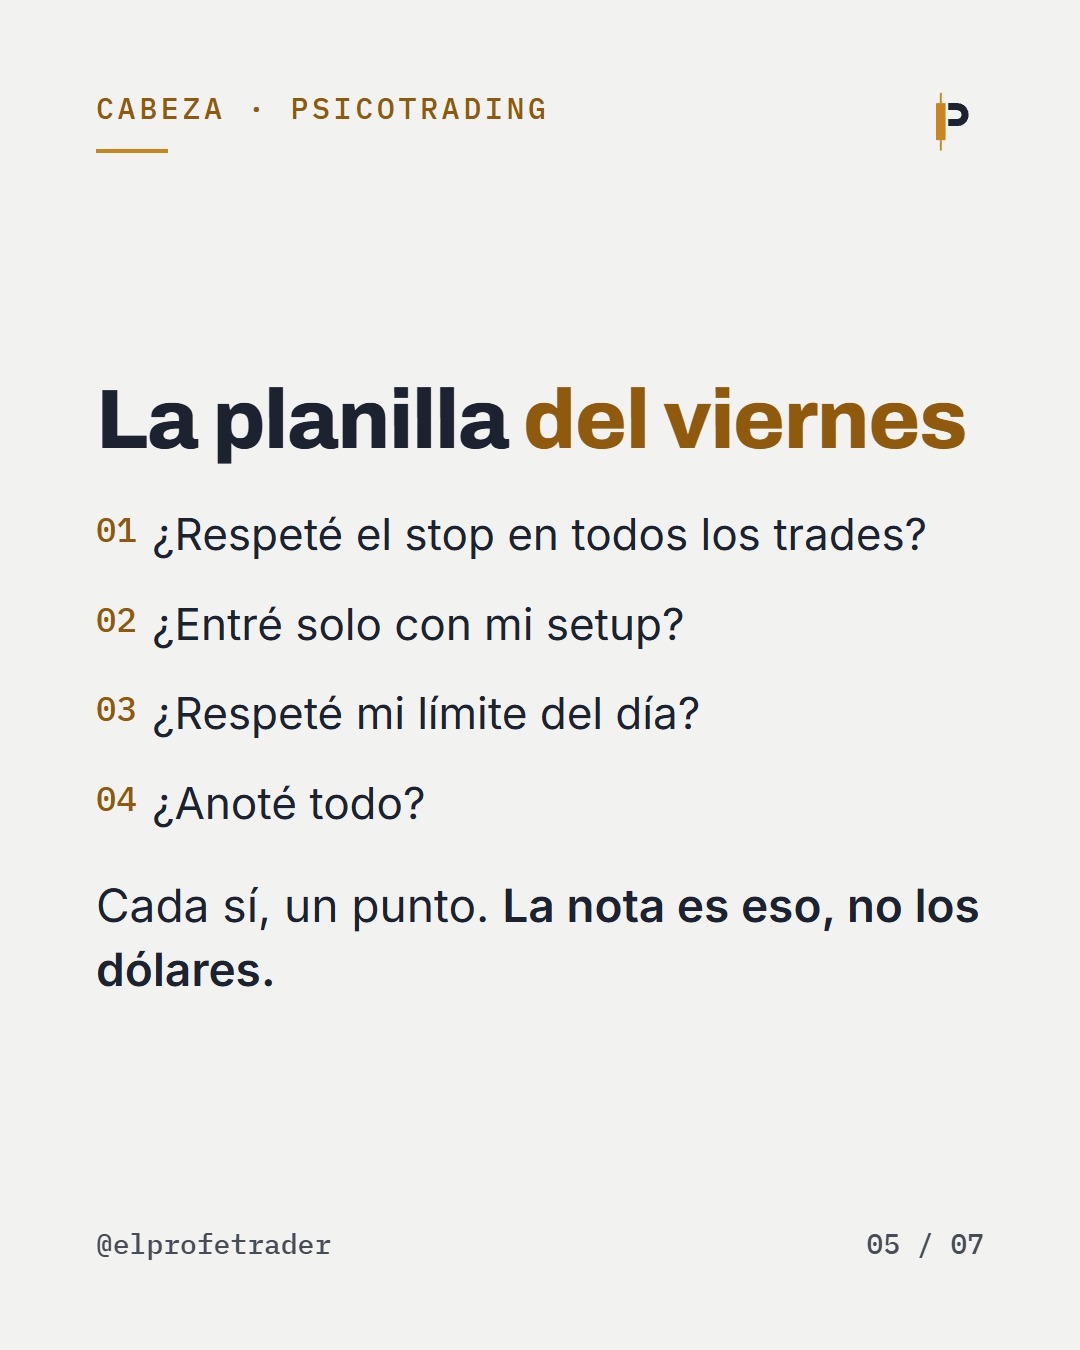 CABEZA · PSICOTRADING
P
La planilla del viernes
01 ¿Respeté el stop en todos los trades?
02 ¿Entré solo con mi setup?
03 ¿Respeté mi límite del día?
04 ¿Anoté todo?
Cada sí, un punto. La nota es eso, no los
dólares.
@elprofetrader
05 / 07